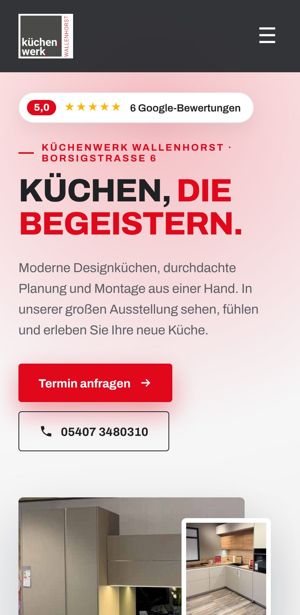 küchen
werk
WALLENHORST
5,0 ★★★★★ 6 Google-Bewertungen
KÜCHENWERK WALLENHORST ·
BORSIGSTRASSE 6
KÜCHEN, DIE
BEGEISTERN.
Moderne Designküchen, durchdachte
Planung und Montage aus einer Hand. In
unserer großen Ausstellung sehen, fühlen
und erleben Sie Ihre neue Küche.
Termin anfragen →
05407 3480310